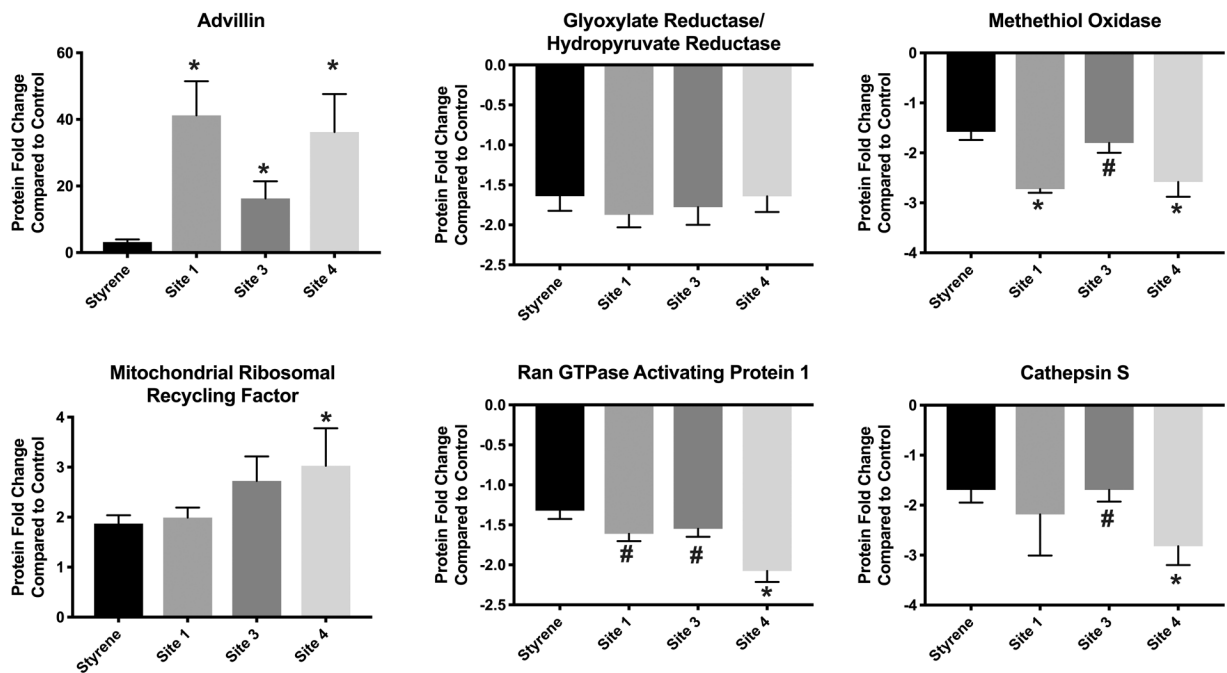 Advillin
Protein Fold Change
Compared to Control
60
40
20
0
*
*
*
Styrene
Site 1
Site 3
Site 4
Glyoxylate Reductase/
Hydropyruvate Reductase
Protein Fold Change
Compared to Control
0.0
-0.5
-1.0
-1.5
-2.0
-2.5
Styrene
Site 1
Site 3
Site 4
Methethiol Oxidase
Protein Fold Change
Compared to Control
0
-1
-2
-3
-4
*
#
*
Styrene
Site 1
Site 3
Site 4
Mitochondrial Ribosomal
Recycling Factor
Protein Fold Change
Compared to Control
4
3
2
1
0
*
Styrene
Site 1
Site 3
Site 4
Ran GTPase Activating Protein 1
Protein Fold Change
Compared to Control
0.0
-0.5
-1.0
-1.5
-2.0
-2.5
#
#
*
Styrene
Site 1
Site 3
Site 4
Cathepsin S
Protein Fold Change
Compared to Control
0
-1
-2
-3
-4
#
*
Styrene
Site 1
Site 3
Site 4